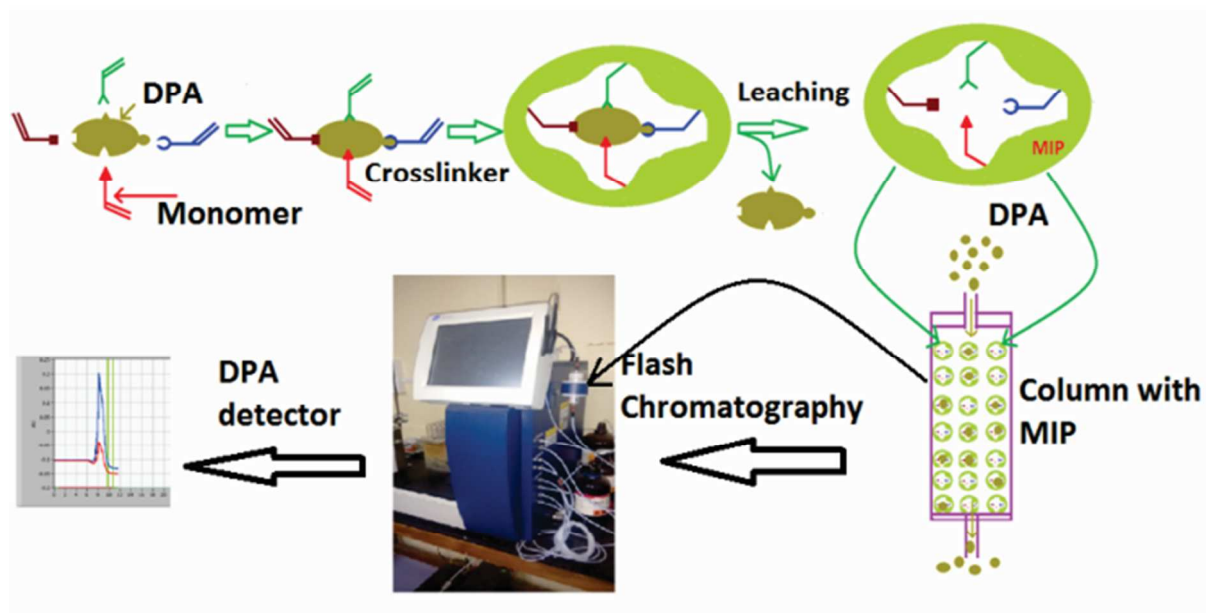 DPA
Monomer
Crosslinker
Leaching
MIP
DPA
Column with
MIP
Flash
Chromatography
DPA
detector